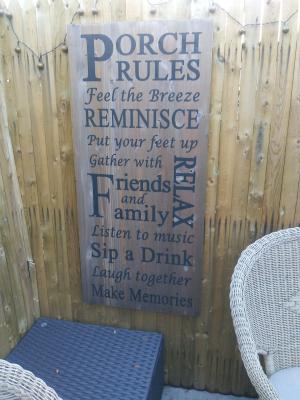 PORCH
RULES
Feel the Breeze
REMINISCE
Put your feet up
Gather with
Friends
and
Family
RELAX
Listen to music
Sip a Drink
Laugh together
Make Memories